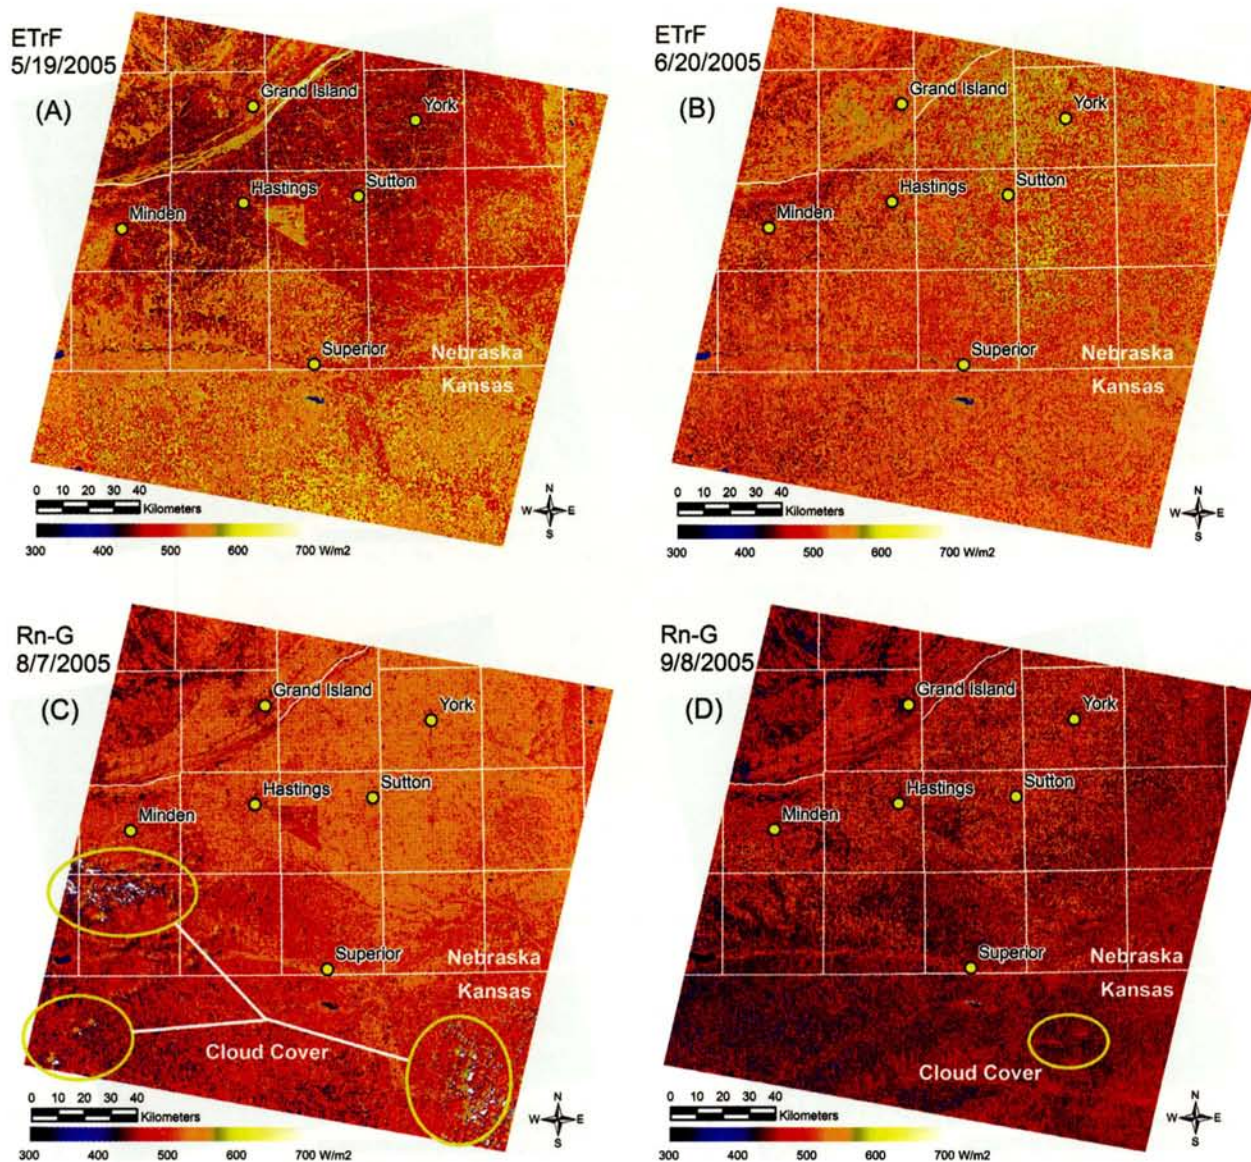 ETrF
5/19/2005
(A)
Grand Island
York
Hastings
Sutton
Minden
Superior
Nebraska
Kansas
0 10 20 30 40
Kilometers
N
W E
S
300 400 500 600 700 W/m2
ETrF
6/20/2005
(B)
Grand Island
York
Hastings
Sutton
Minden
Superior
Nebraska
Kansas
0 10 20 30 40
Kilometers
N
W E
S
300 400 500 600 700 W/m2
Rn-G
8/7/2005
(C)
Grand Island
York
Hastings
Sutton
Minden
Superior
Nebraska
Kansas
Cloud Cover
0 10 20 30 40
Kilometers
N
W E
S
300 400 500 600 700 W/m2
Rn-G
9/8/2005
(D)
Grand Island
York
Hastings
Sutton
Minden
Superior
Nebraska
Kansas
Cloud Cover
0 10 20 30 40
Kilometers
N
W E
S
300 400 500 600 700 W/m2